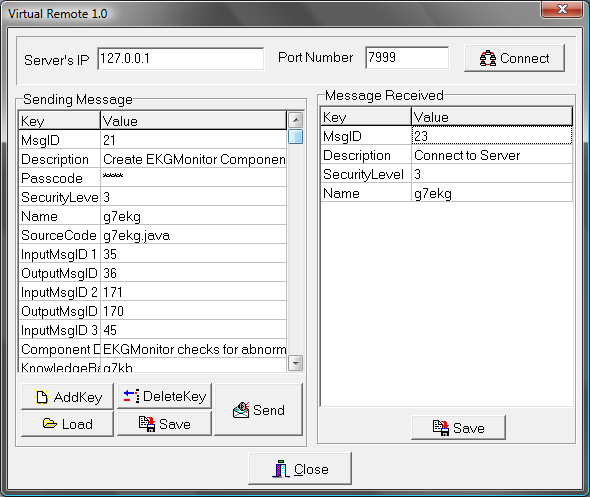 Virtual Remote 1.0
Server's IP 127.0.0.1 Port Number 7999 Connect
Sending Message
Key Value
MsgID 21
Description Create EKGMonitor Componen
Passcode ****
SecurityLeve 3
Name g7ekg
SourceCode g7ekg.java
InputMsgID 1 35
OutputMsgID 36
InputMsgID 2 171
OutputMsgID 170
InputMsgID 3 45
Component D EKGMonitor checks for abnorm
KnowledgeBa g7kb
AddKey DeleteKey
Load Save
Send
Message Received
Key Value
MsgID 23
Description Connect to Server
SecurityLevel 3
Name g7ekg
Save
Close